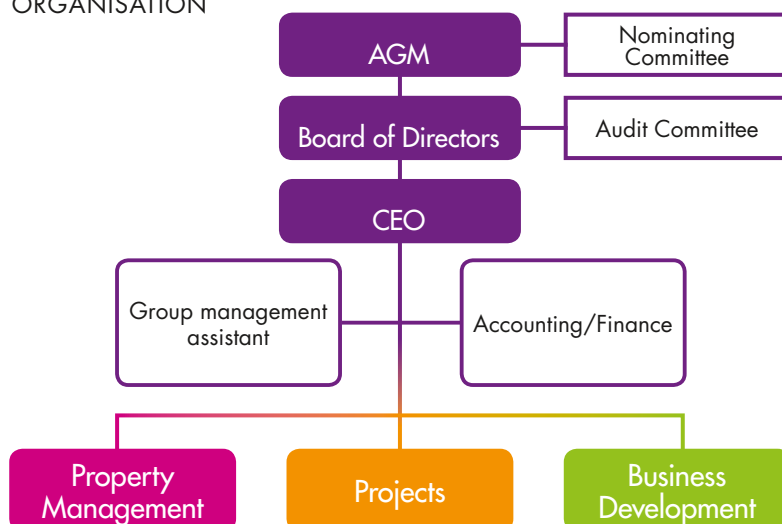 ORGANISATION
AGM
Nominating
Committee
Board of Directors
Audit Committee
CEO
Group management
assistant
Accounting/Finance
Property
Management
Projects
Business
Development